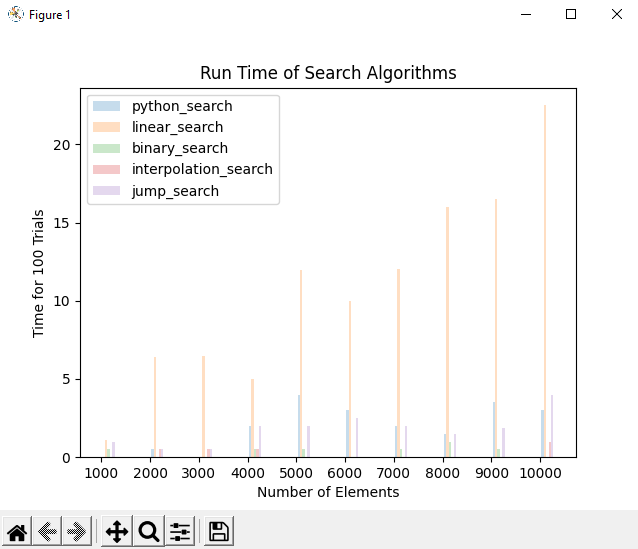 Figure 1
Run Time of Search Algorithms
python_search
linear_search
binary_search
interpolation_search
jump_search
Time for 100 Trials
20
15
10
5
0
1000 2000 3000 4000 5000 6000 7000 8000 9000 10000
Number of Elements